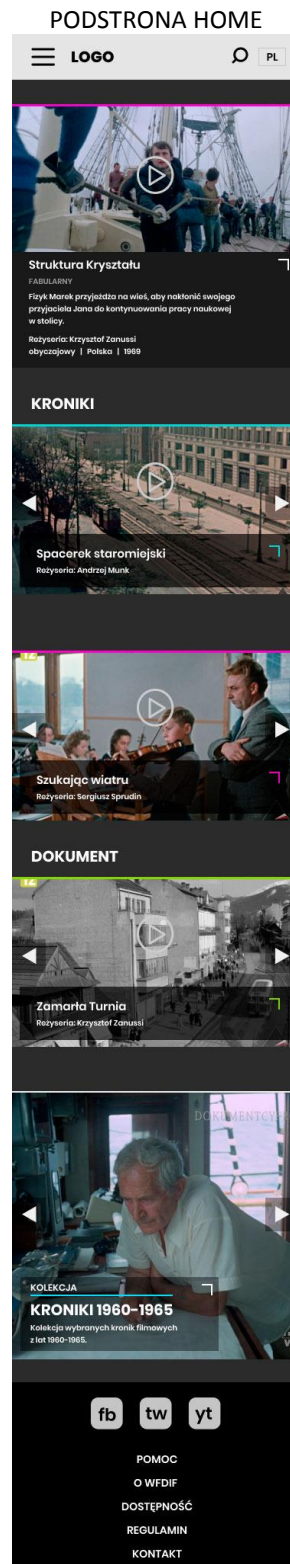 PODSTRONA HOME
LOGO
PL
Struktura Kryształu
FABULARNY
Fizyk Marek przyjeżdża na wieś, aby nakłonić swojego
przyjaciela Jana do kontynuowania pracy naukowej
w stolicy.
Reżyseria: Krzysztof Zanussi
obyczajowy | Polska | 1969
KRONIKI
Spacerek staromiejski
Reżyseria: Andrzej Munk
12
Szukając wiatru
Reżyseria: Sergiusz Sprudin
DOKUMENT
12
Zamarła Turnia
Reżyseria: Krzysztof Zanussi
KOLEKCJA
KRONIKI 1960-1965
Kolekcja wybranych kronik filmowych
z lat 1960-1965.
fb
tw
yt
POMOC
O WFDIF
DOSTĘPNOŚĆ
REGULAMIN
KONTAKT